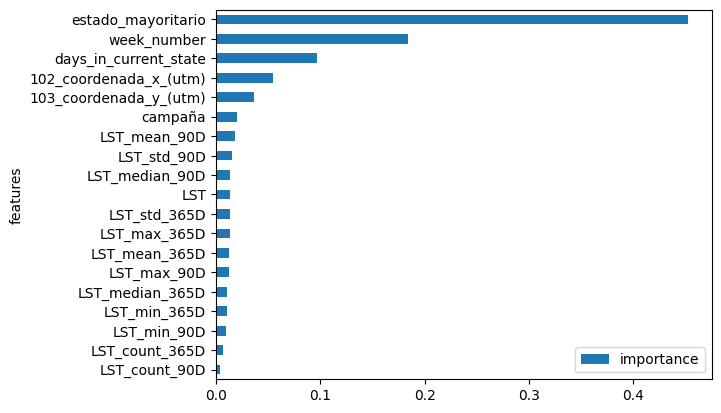 estado_mayoritario
week_number
days_in_current_state
102_coordenada_x_(utm)
103_coordenada_y_(utm)
campaña
LST_mean_90D
LST_std_90D
LST_median_90D
LST
LST_std_365D
LST_max_365D
LST_mean_365D
LST_max_90D
LST_median_365D
LST_min_365D
LST_min_90D
LST_count_365D
LST_count_90D
features
importance
0.0 0.1 0.2 0.3 0.4